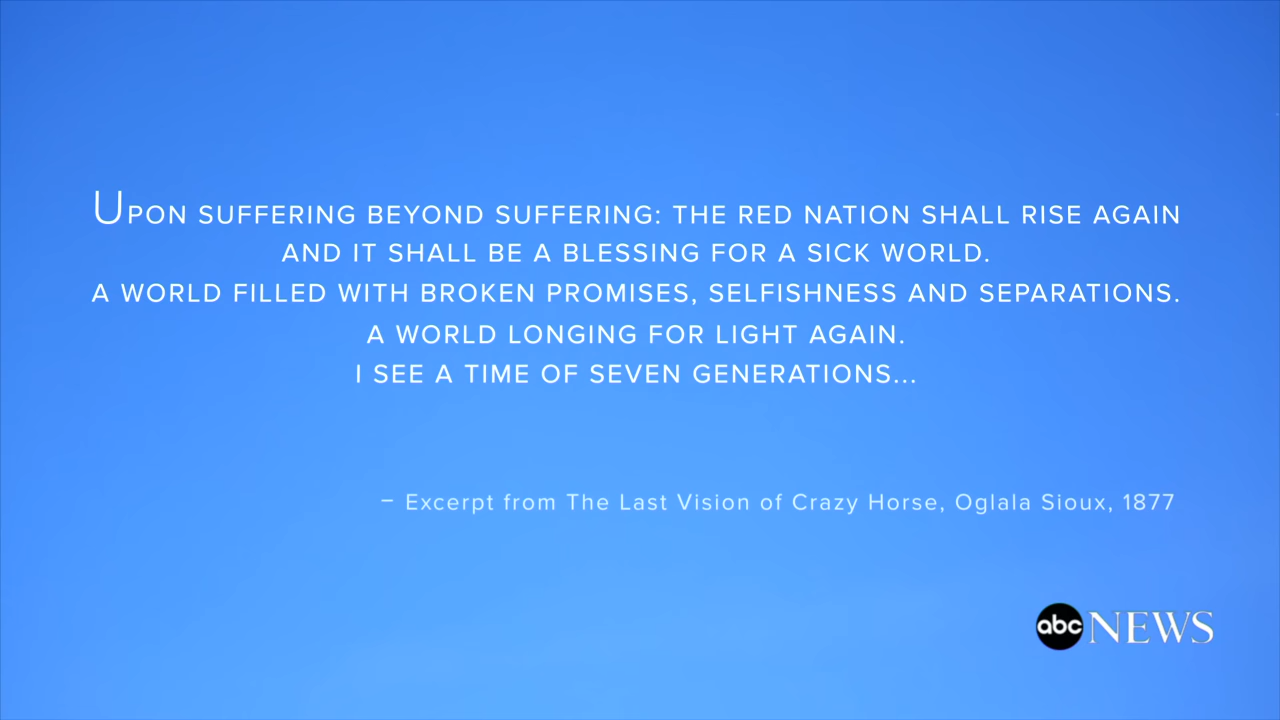 Upon suffering beyond suffering: the Red Nation shall rise again
and it shall be a blessing for a sick world.
A world filled with broken promises, selfishness and separations.
A world longing for light again.
I see a time of seven generations...
– Excerpt from The Last Vision of Crazy Horse, Oglala Sioux, 1877
abc NEWS